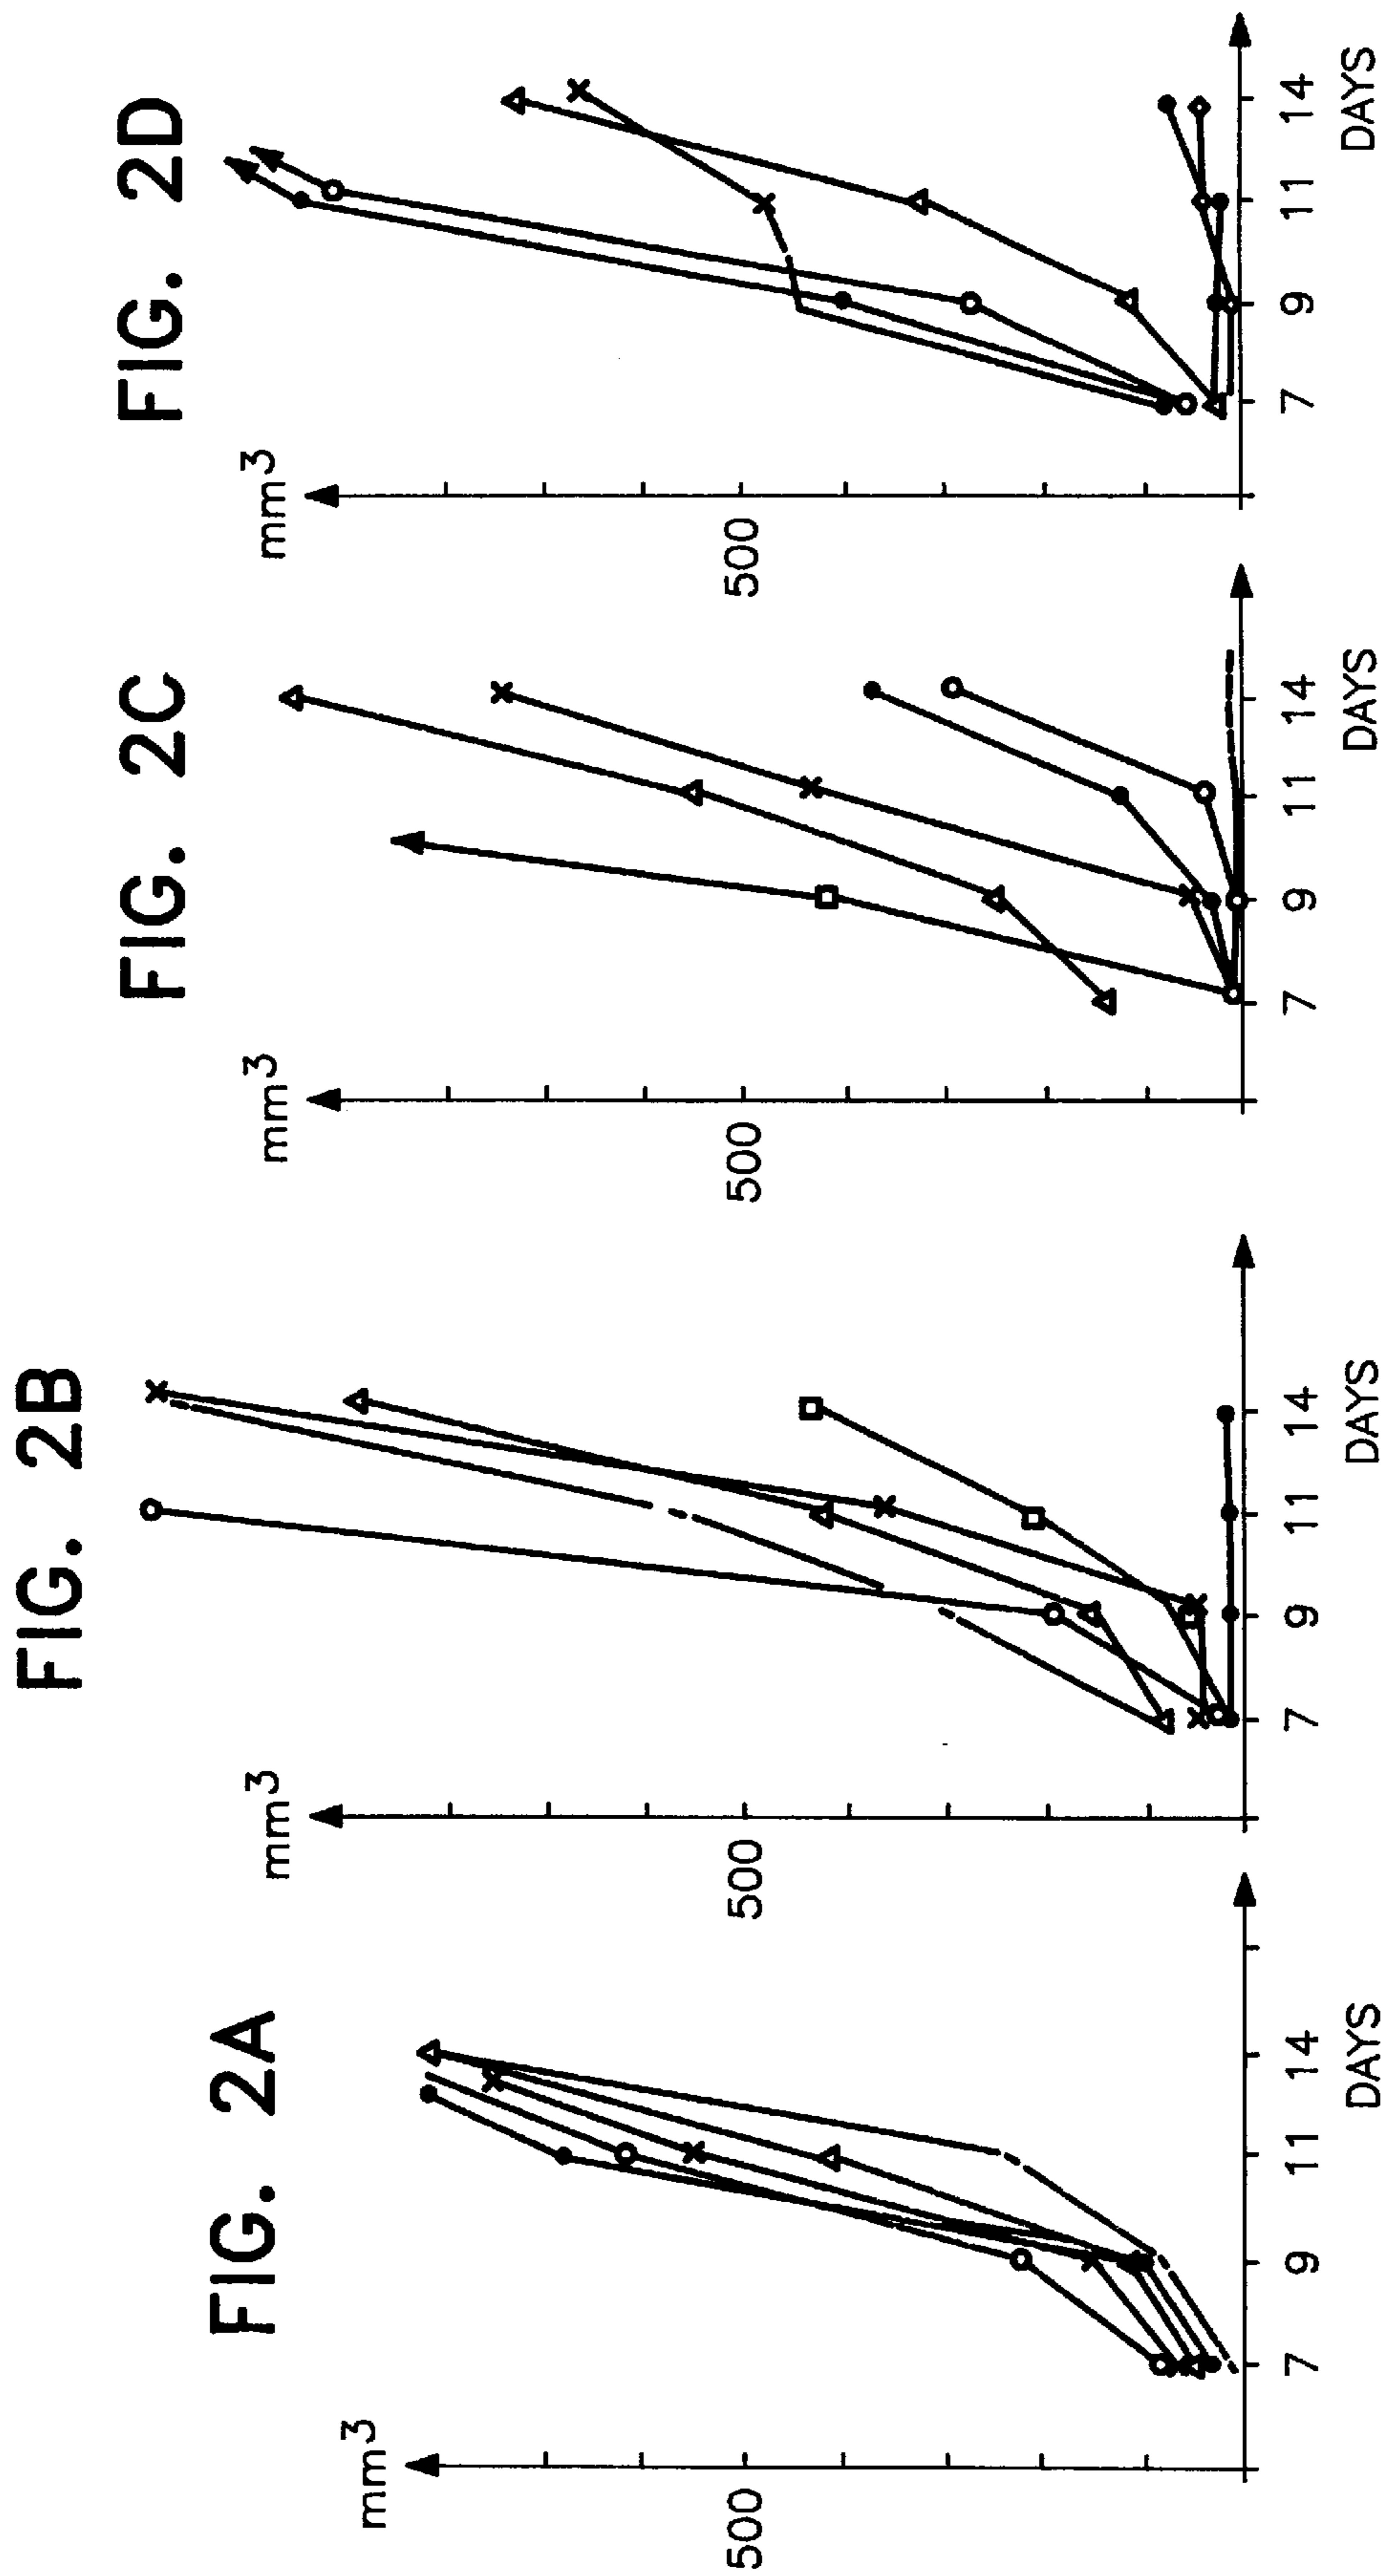 FIG. 2A
mm3
500
7 9 11 14
DAYS
FIG. 2B
mm3
500
7 9 11 14
DAYS
FIG. 2C
mm3
500
7 9 11 14
DAYS
FIG. 2D
mm3
500
7 9 11 14
DAYS